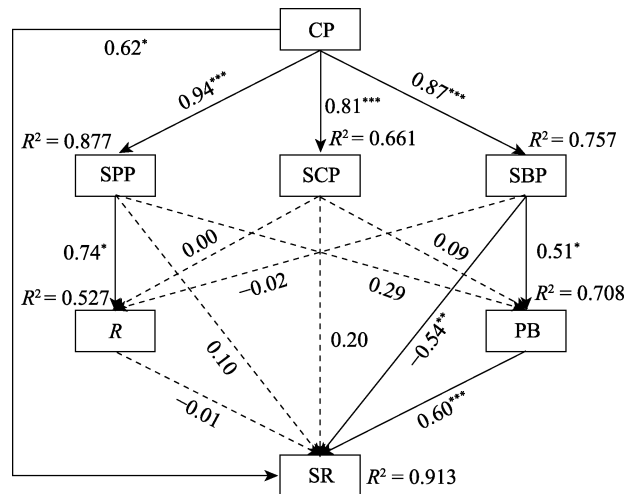 CP
0.62*
0.94***
0.81***
0.87***
R² = 0.877
R² = 0.661
R² = 0.757
SPP
SCP
SBP
0.74*
0.00
0.09
0.51*
−0.02
0.29
R² = 0.527
R² = 0.708
R
PB
0.10
0.20
−0.54**
−0.01
0.60***
SR
R² = 0.913